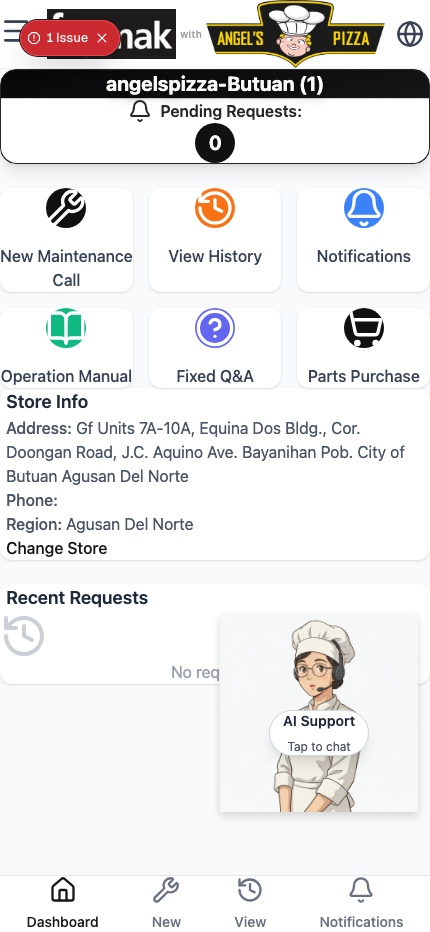 1 Issue
nak
with
ANGEL'S PIZZA
angelspizza-Butuan (1)
Pending Requests:
0
New Maintenance
Call
View History
Notifications
Operation Manual
Fixed Q&A
Parts Purchase
Store Info
Address: Gf Units 7A-10A, Equina Dos Bldg., Cor.
Doongan Road, J.C. Aquino Ave. Bayanihan Pob. City of
Butuan Agusan Del Norte
Phone:
Region: Agusan Del Norte
Change Store
Recent Requests
No req
AI Support
Tap to chat
Dashboard
New
View
Notifications